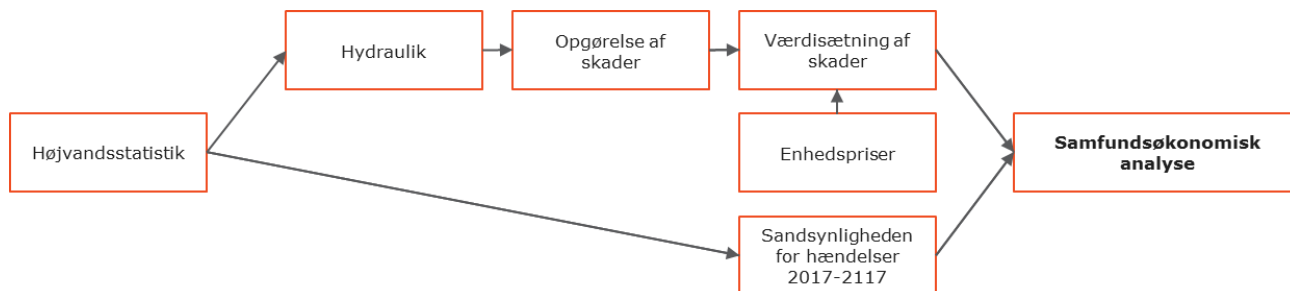 Højvandsstatistik
Hydraulik
Opgørelse af
skader
Værdisætning af
skader
Enhedspriser
Sandsynligheden
for hændelser
2017-2117
Samfundsøkonomisk
analyse